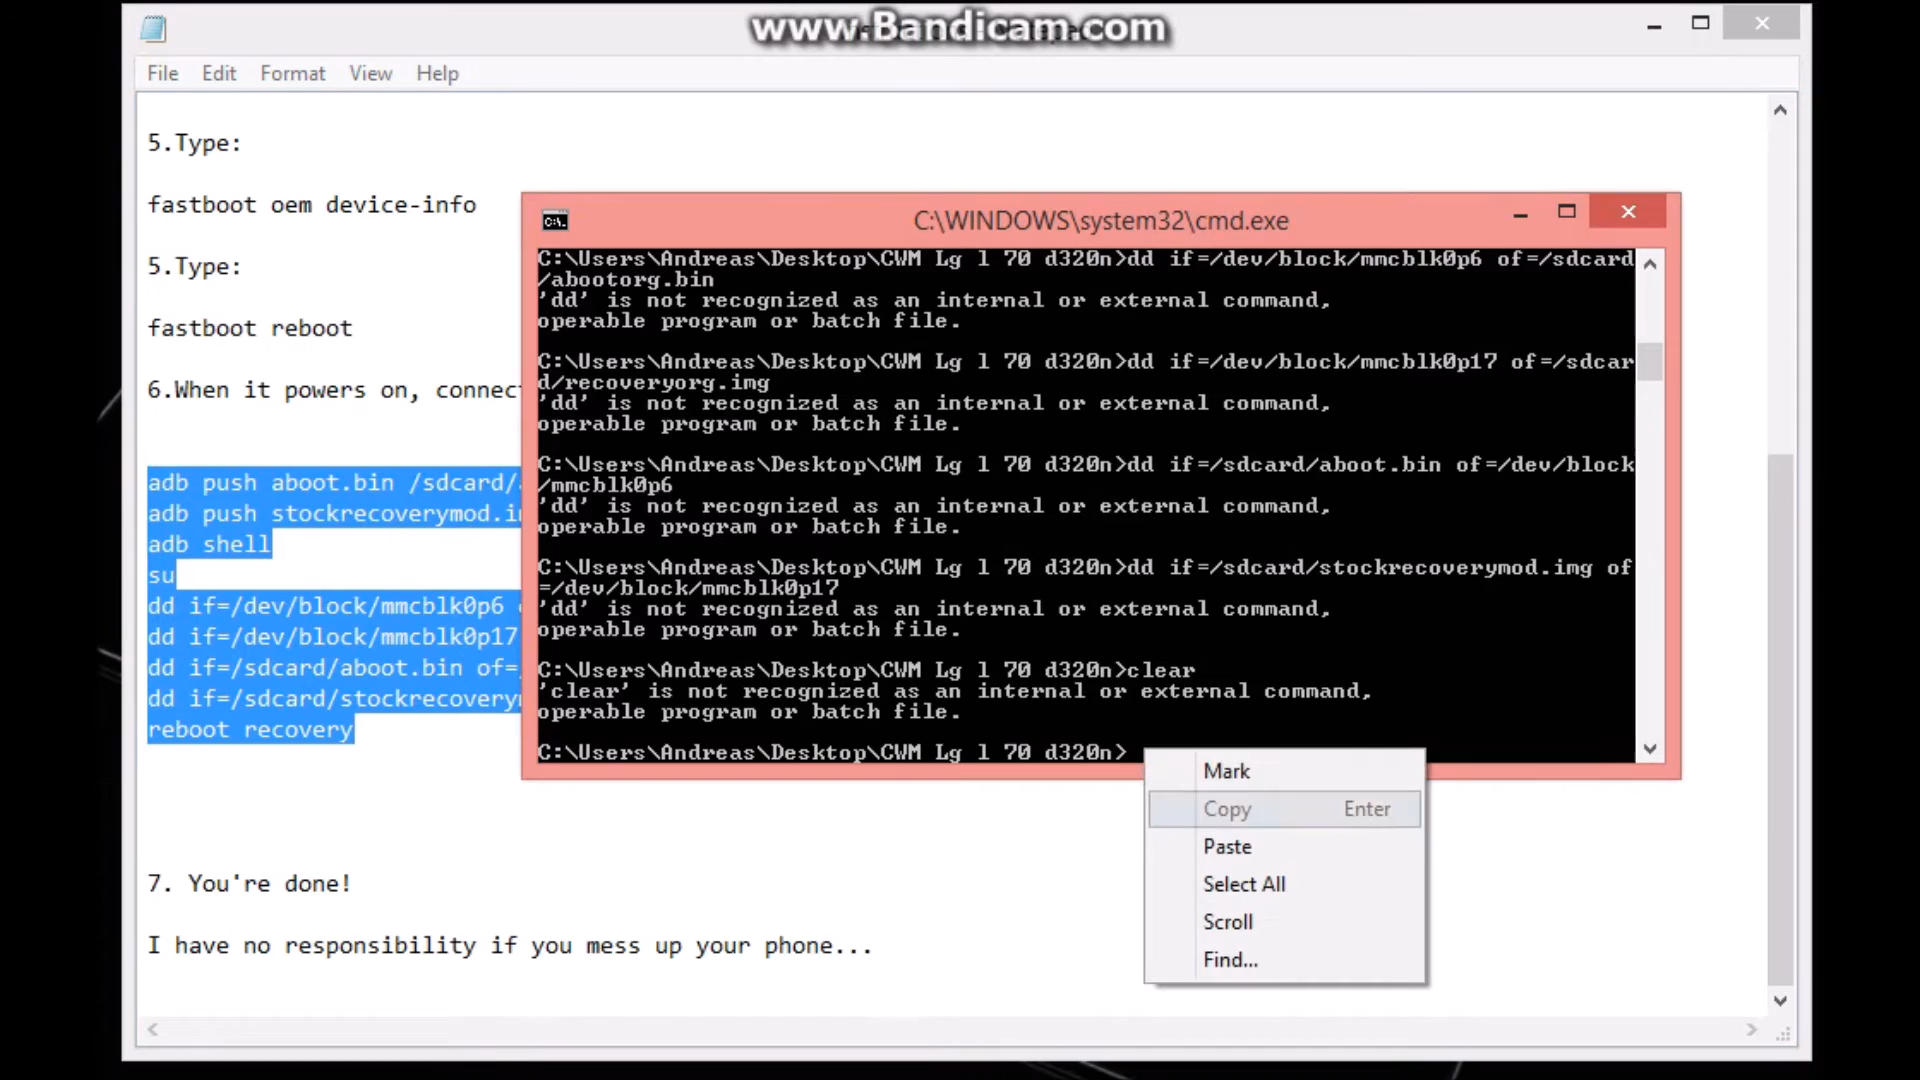 www.Bandicam.com
File Edit Format View Help
5.Type:
fastboot oem device-info
5.Type:
fastboot reboot
6.When it powers on, connect
adb push aboot.bin /sdcard/
adb push stockrecoverymod.i
adb shell
su
dd if=/dev/block/mmcblk0p6
dd if=/dev/block/mmcblk0p17
dd if=/sdcard/aboot.bin of=
dd if=/sdcard/stockrecovery
reboot recovery
7. You're done!
I have no responsibility if you mess up your phone...
C:\WINDOWS\system32\cmd.exe
C:\Users\Andreas\Desktop\CWM Lg l 70 d320n>dd if=/dev/block/mmcblk0p6 of=/sdcard
/abootorg.bin
'dd' is not recognized as an internal or external command,
operable program or batch file.
C:\Users\Andreas\Desktop\CWM Lg l 70 d320n>dd if=/dev/block/mmcblk0p17 of=/sdcar
d/recoveryorg.img
'dd' is not recognized as an internal or external command,
operable program or batch file.
C:\Users\Andreas\Desktop\CWM Lg l 70 d320n>dd if=/sdcard/aboot.bin of=/dev/block
/mmcblk0p6
'dd' is not recognized as an internal or external command,
operable program or batch file.
C:\Users\Andreas\Desktop\CWM Lg l 70 d320n>dd if=/sdcard/stockrecoverymod.img of
=/dev/block/mmcblk0p17
'dd' is not recognized as an internal or external command,
operable program or batch file.
C:\Users\Andreas\Desktop\CWM Lg l 70 d320n>clear
'clear' is not recognized as an internal or external command,
operable program or batch file.
C:\Users\Andreas\Desktop\CWM Lg l 70 d320n>
Mark
Copy Enter
Paste
Select All
Scroll
Find...